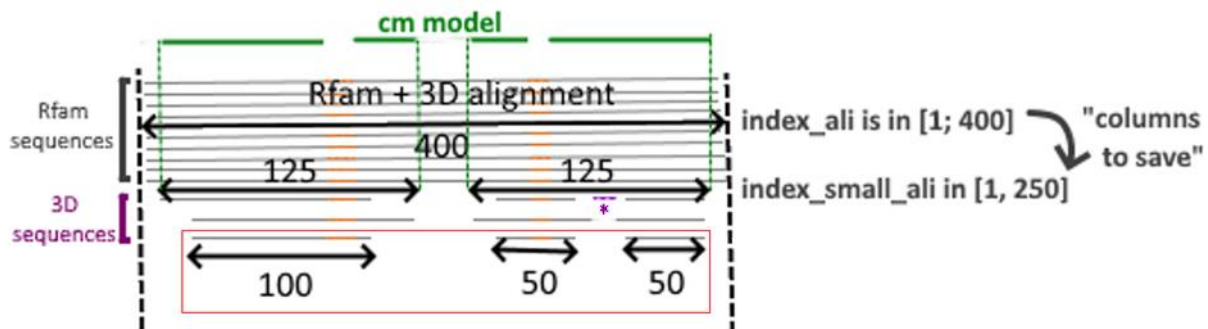 cm model
Rfam + 3D alignment
Rfam
sequences
index_ali is in [1; 400]
"columns
to save"
400
125
125
index_small_ali in [1, 250]
3D
sequences
*
100
50
50